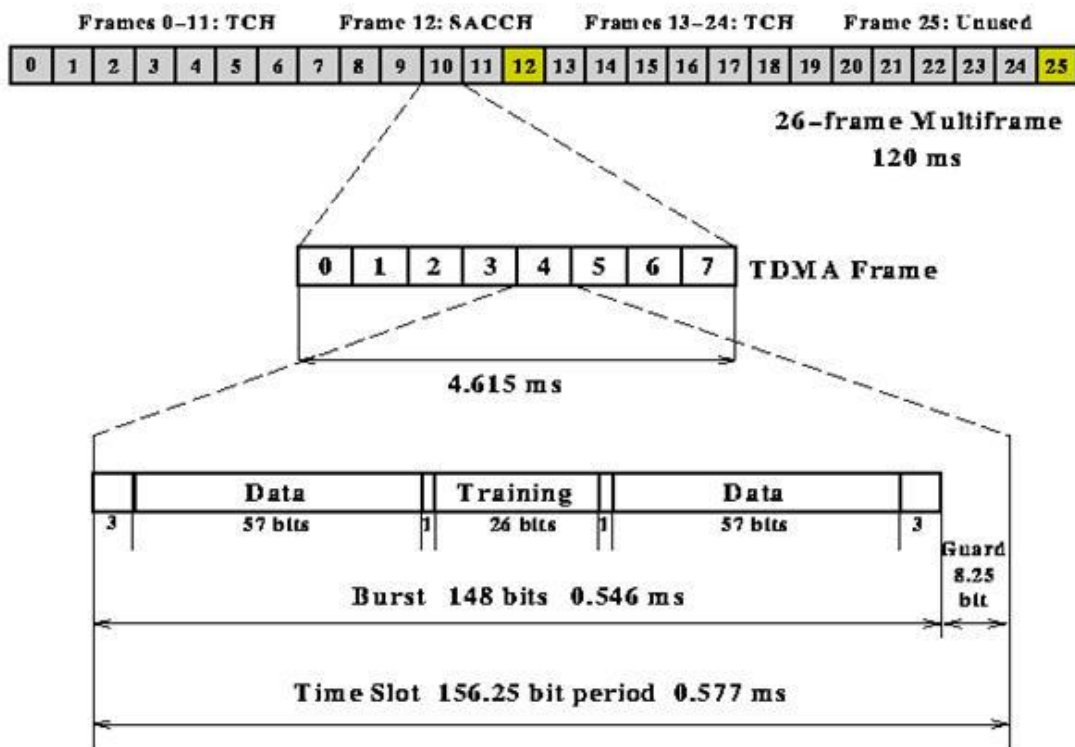 Frames 0–11: TCH Frame 12: SACCH Frames 13–24: TCH Frame 25: Unused
0 1 2 3 4 5 6 7 8 9 10 11 12 13 14 15 16 17 18 19 20 21 22 23 24 25
26–frame Multiframe
120 ms
0 1 2 3 4 5 6 7 TDMA Frame
4.615 ms
Data Training Data
3 57 bits 1 26 bits 1 57 bits 3
Guard
8.25
bit
Burst 148 bits 0.546 ms
Time Slot 156.25 bit period 0.577 ms